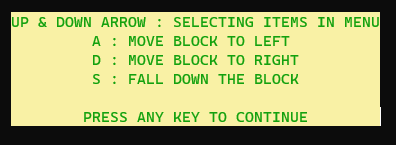 UP & DOWN ARROW : SELECTING ITEMS IN MENU
A : MOVE BLOCK TO LEFT
D : MOVE BLOCK TO RIGHT
S : FALL DOWN THE BLOCK
PRESS ANY KEY TO CONTINUE